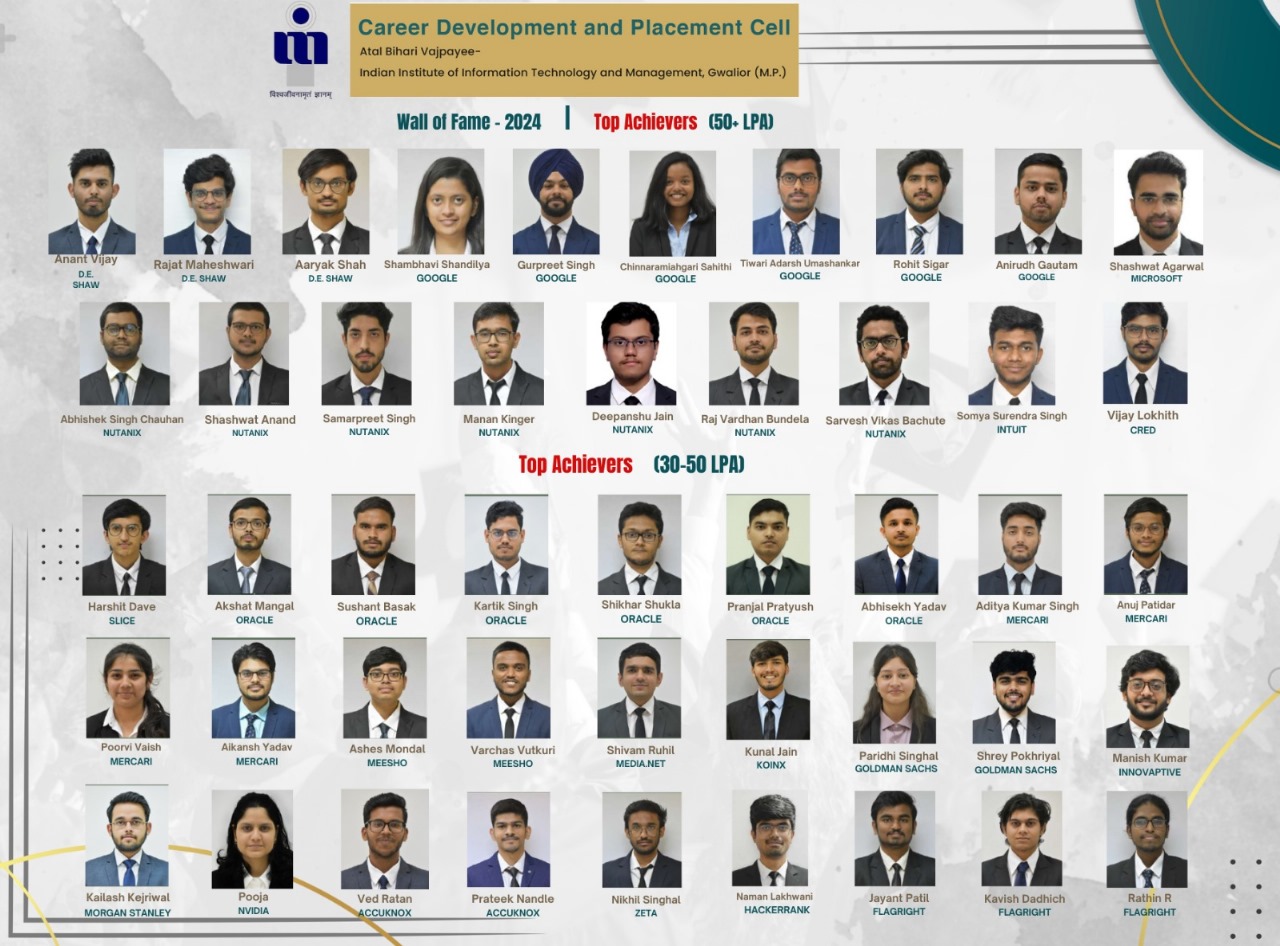 Career Development and Placement Cell
Atal Bihari Vajpayee-
Indian Institute of Information Technology and Management, Gwalior (M.P.)
विश्वजीवनामृतं ज्ञानम्
Wall of Fame - 2024 | Top Achievers (50+ LPA)
Anant Vijay
D.E.
SHAW
Rajat Maheshwari
D.E. SHAW
Aaryak Shah
D.E. SHAW
Shambhavi Shandilya
GOOGLE
Gurpreet Singh
GOOGLE
Chinnaramiahgari Sahithi
GOOGLE
Tiwari Adarsh Umashankar
GOOGLE
Rohit Sigar
GOOGLE
Anirudh Gautam
GOOGLE
Shashwat Agarwal
MICROSOFT
Abhishek Singh Chauhan
NUTANIX
Shashwat Anand
NUTANIX
Samarpreet Singh
NUTANIX
Manan Kinger
NUTANIX
Deepanshu Jain
NUTANIX
Raj Vardhan Bundela
NUTANIX
Sarvesh Vikas Bachute
NUTANIX
Somya Surendra Singh
INTUIT
Vijay Lokhith
CRED
Top Achievers (30-50 LPA)
Harshit Dave
SLICE
Akshat Mangal
ORACLE
Sushant Basak
ORACLE
Kartik Singh
ORACLE
Shikhar Shukla
ORACLE
Pranjal Pratyush
ORACLE
Abhisekh Yadav
ORACLE
Aditya Kumar Singh
MERCARI
Anuj Patidar
MERCARI
Poorvi Vaish
MERCARI
Aikansh Yadav
MERCARI
Ashes Mondal
MEESHO
Varchas Vutkuri
MEESHO
Shivam Ruhil
MEDIA.NET
Kunal Jain
KOINX
Paridhi Singhal
GOLDMAN SACHS
Shrey Pokhriyal
GOLDMAN SACHS
Manish Kumar
INNOVAPTIVE
Kailash Kejriwal
MORGAN STANLEY
Pooja
NVIDIA
Ved Ratan
ACCUKNOX
Prateek Nandle
ACCUKNOX
Nikhil Singhal
ZETA
Naman Lakhwani
HACKERRANK
Jayant Patil
FLAGRIGHT
Kavish Dadhich
FLAGRIGHT
Rathin R
FLAGRIGHT